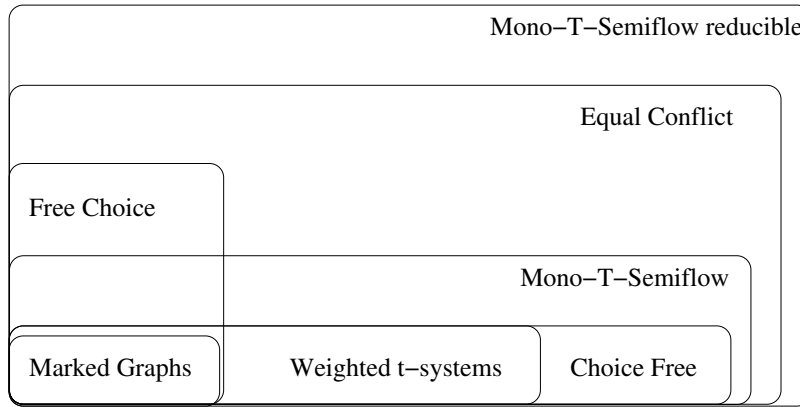 Mono−T−Semiflow reducible
Equal Conflict
Free Choice
Mono−T−Semiflow
Marked Graphs
Weighted t−systems
Choice Free